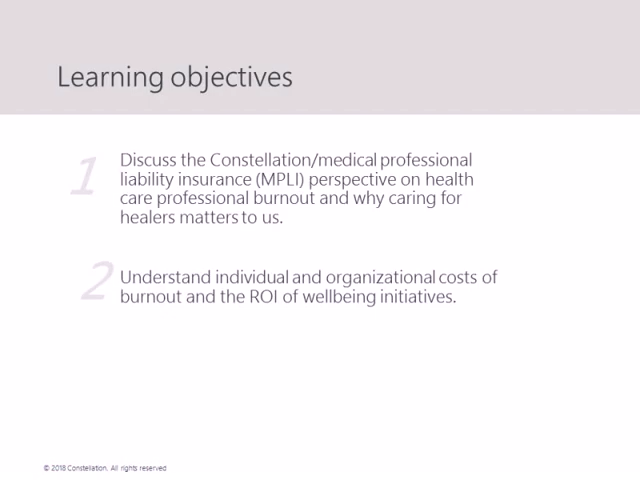 Learning objectives
1
Discuss the Constellation/medical professional
liability insurance (MPLI) perspective on health
care professional burnout and why caring for
healers matters to us.
2
Understand individual and organizational costs of
burnout and the ROI of wellbeing initiatives.
© 2018 Constellation. All rights reserved